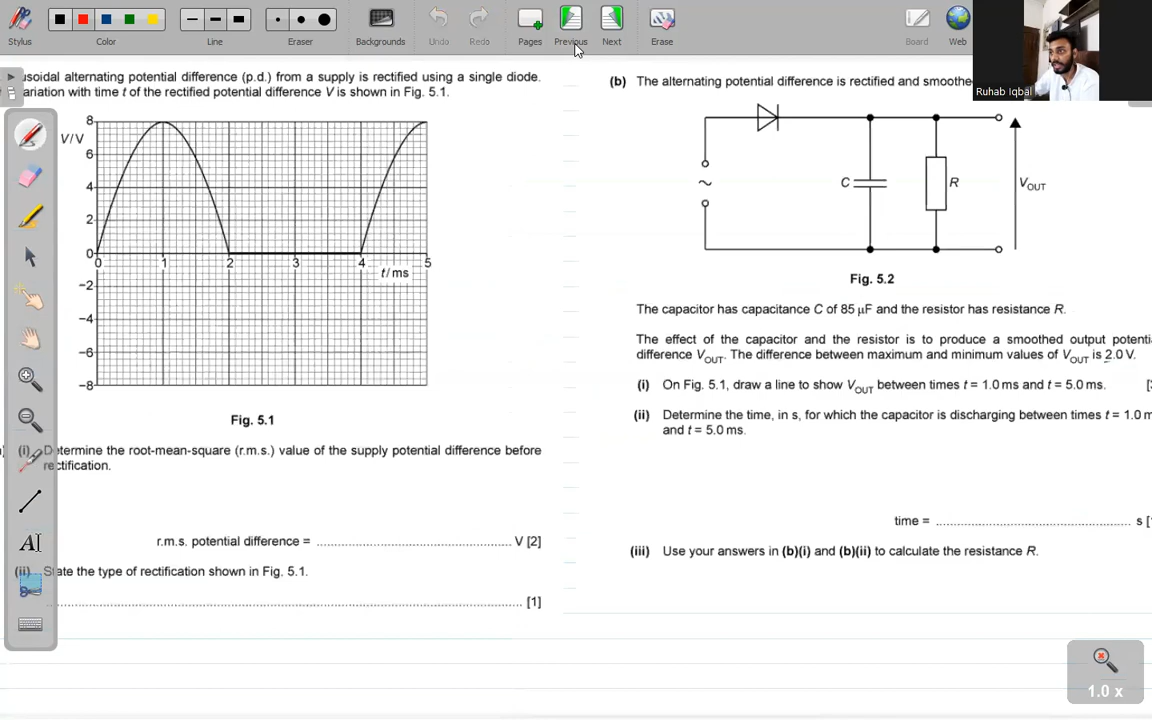 Stylus
Color
Line
Eraser
Backgrounds
Undo
Redo
Pages
Previous
Next
Erase
Board
Web
Ruhab Iqbal
usoidal alternating potential difference (p.d.) from a supply is rectified using a single diode.
ariation with time t of the rectified potential difference V is shown in Fig. 5.1.
V/V
8
6
4
2
0
−2
−4
−6
−8
0 1 2 3 4 5
t/ms
Fig. 5.1
(i) Determine the root-mean-square (r.m.s.) value of the supply potential difference before
rectification.
r.m.s. potential difference = ............................................... V [2]
(ii) State the type of rectification shown in Fig. 5.1.
............................................................................................................................... [1]
(b) The alternating potential difference is rectified and smoothe
C
R
VOUT
~
Fig. 5.2
The capacitor has capacitance C of 85 μF and the resistor has resistance R.
The effect of the capacitor and the resistor is to produce a smoothed output potenti
difference VOUT. The difference between maximum and minimum values of VOUT is 2.0 V.
(i) On Fig. 5.1, draw a line to show VOUT between times t = 1.0 ms and t = 5.0 ms.
(ii) Determine the time, in s, for which the capacitor is discharging between times t = 1.0 m
and t = 5.0 ms.
time = ............................................... s [
(iii) Use your answers in (b)(i) and (b)(ii) to calculate the resistance R.
AI
1.0 x